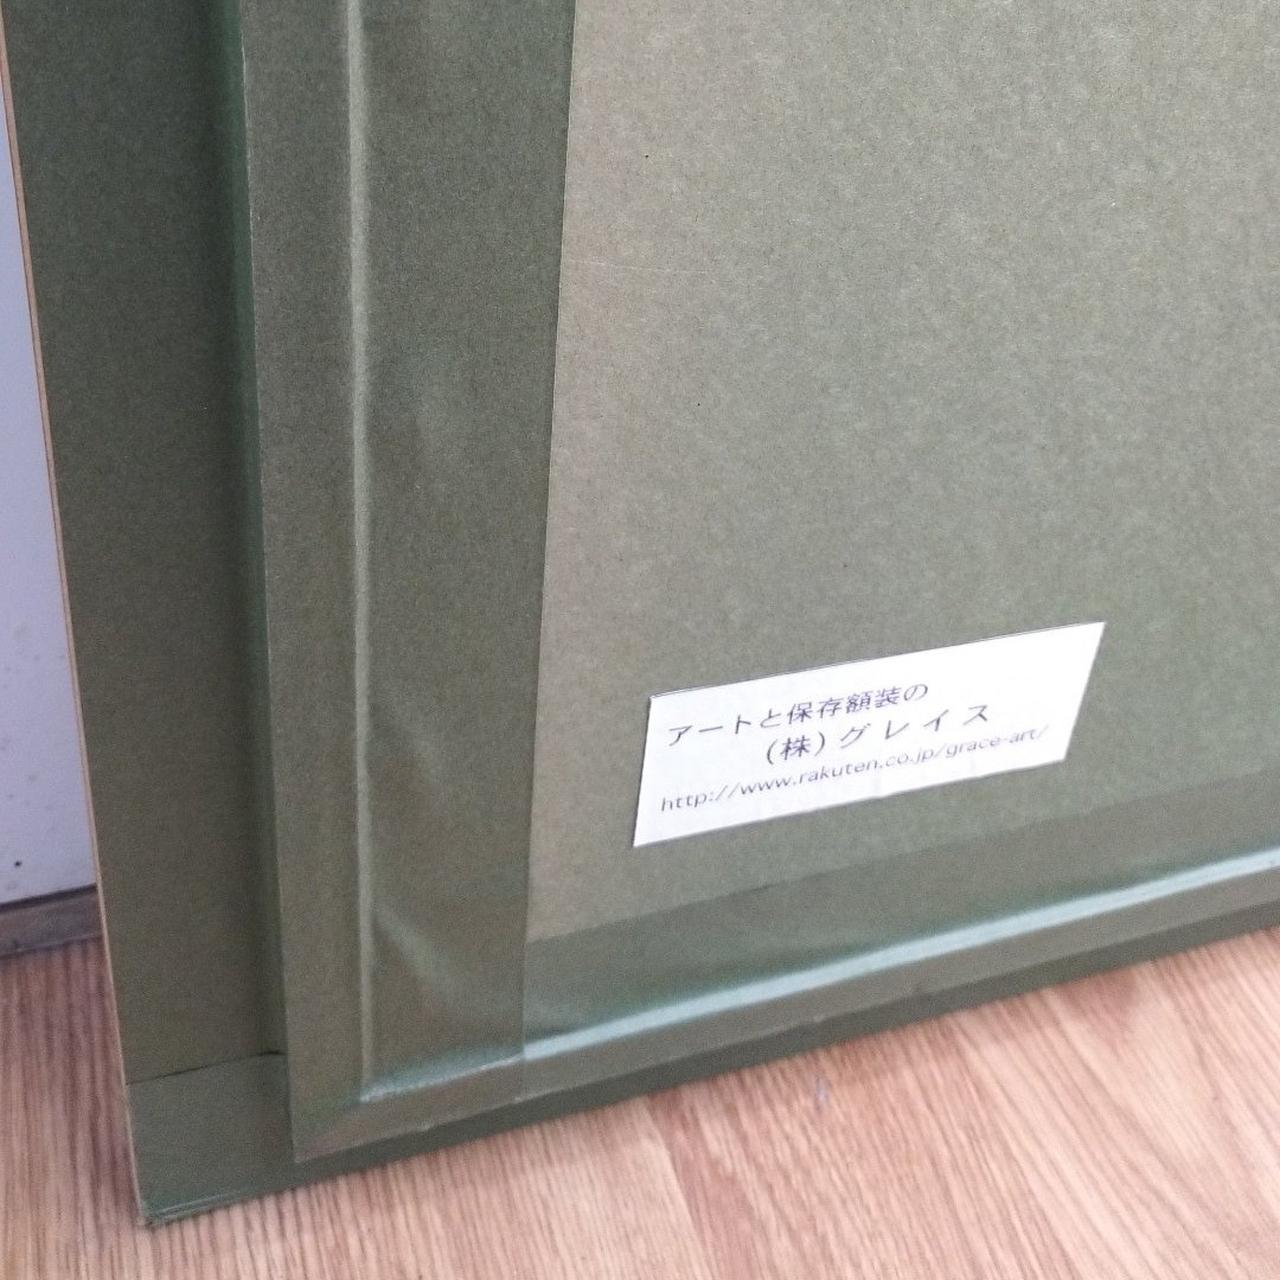 アートと保存額装の
(株)グレイス
http://www.rakuten.co.jp/grace-art/